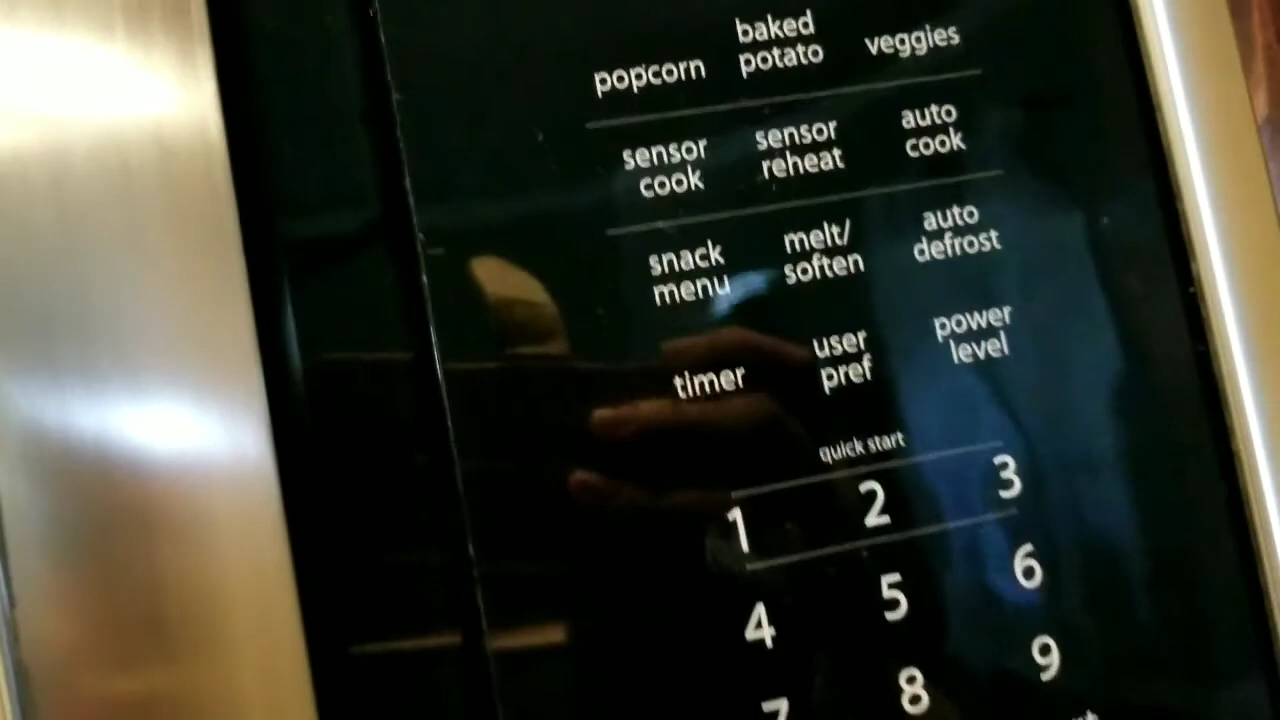 popcorn baked potato veggies
sensor cook sensor reheat auto cook
snack menu melt/ soften auto defrost
timer user pref power level
quick start
1 2 3
4 5 6
7 8 9